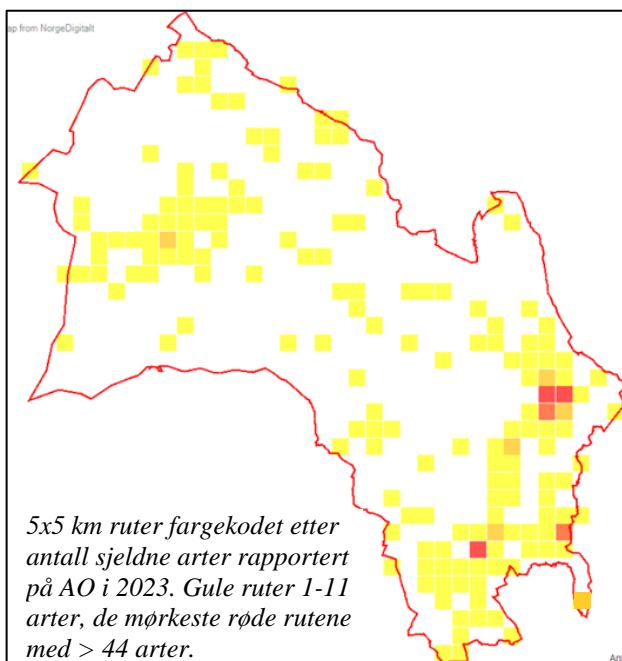 ap from NorgeDigitalt
5x5 km ruter fargekodet etter
antall sjeldne arter rapportert
på AO i 2023. Gule ruter 1-11
arter, de mørkeste røde rutene
med > 44 arter.